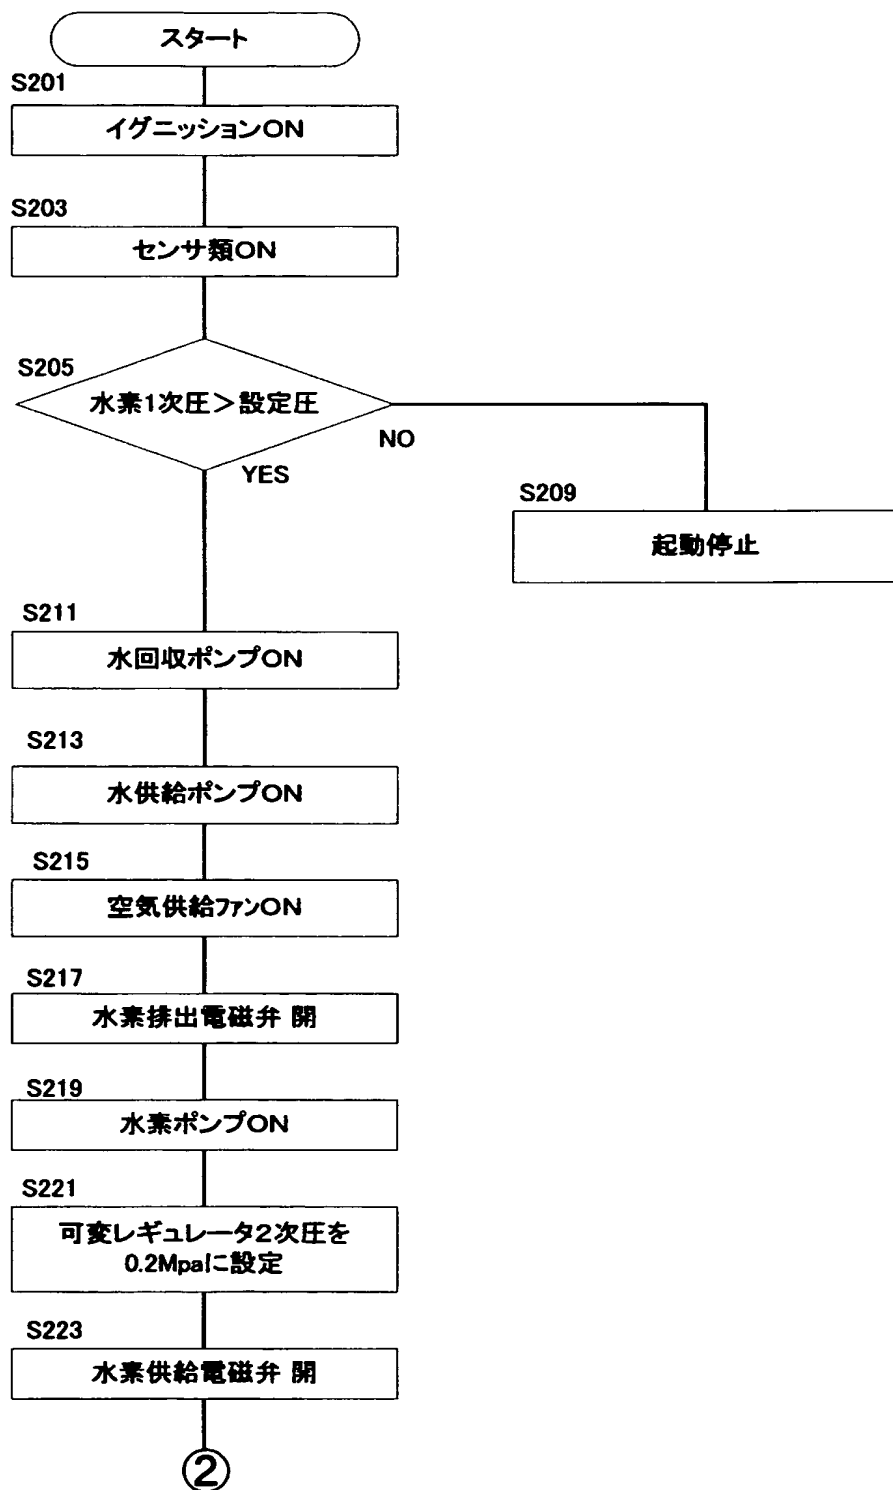 スタート
S201
イグニッションON
S203
センサ類ON
S205
水素1次圧＞設定圧
NO
YES
S209
起動停止
S211
水回収ポンプON
S213
水供給ポンプON
S215
空気供給ファンON
S217
水素排出電磁弁 開
S219
水素ポンプON
S221
可変レギュレータ2次圧を
0.2Mpaに設定
S223
水素供給電磁弁 開
②